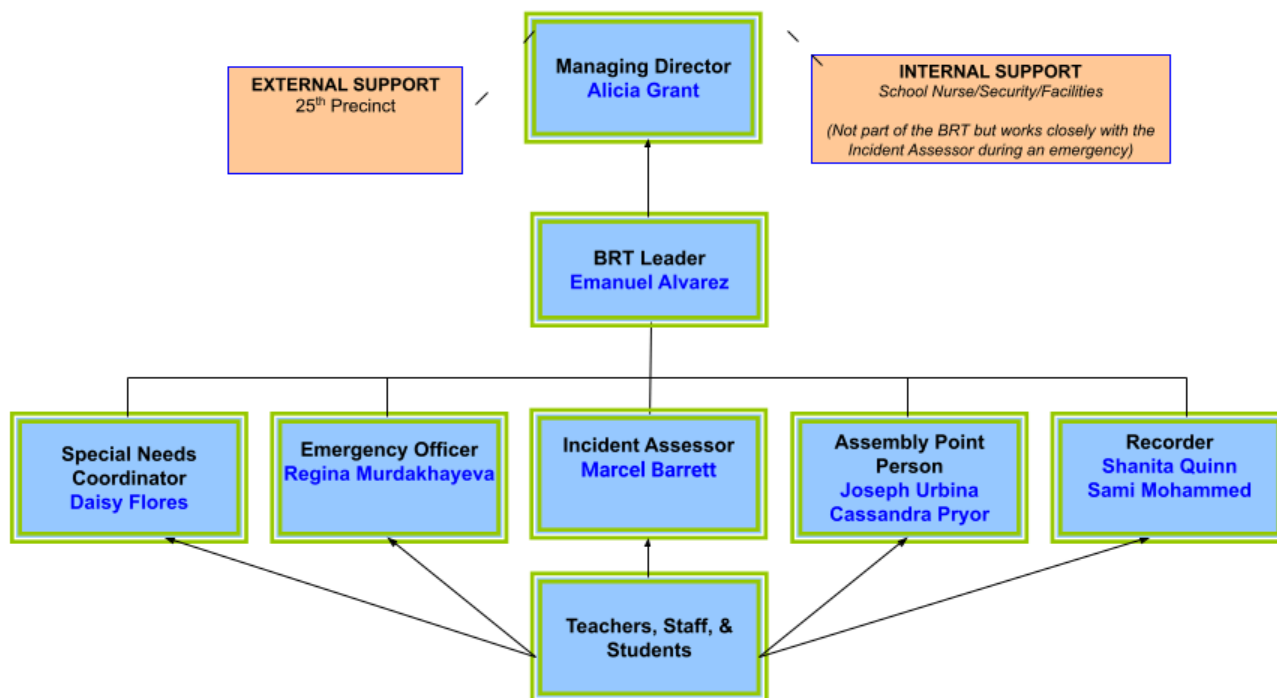 Managing Director
Alicia Grant
EXTERNAL SUPPORT
25th Precinct
INTERNAL SUPPORT
School Nurse/Security/Facilities
(Not part of the BRT but works closely with the
Incident Assessor during an emergency)
BRT Leader
Emanuel Alvarez
Special Needs
Coordinator
Daisy Flores
Emergency Officer
Regina Murdakhayeva
Incident Assessor
Marcel Barrett
Assembly Point
Person
Joseph Urbina
Cassandra Pryor
Recorder
Shanita Quinn
Sami Mohammed
Teachers, Staff, &
Students